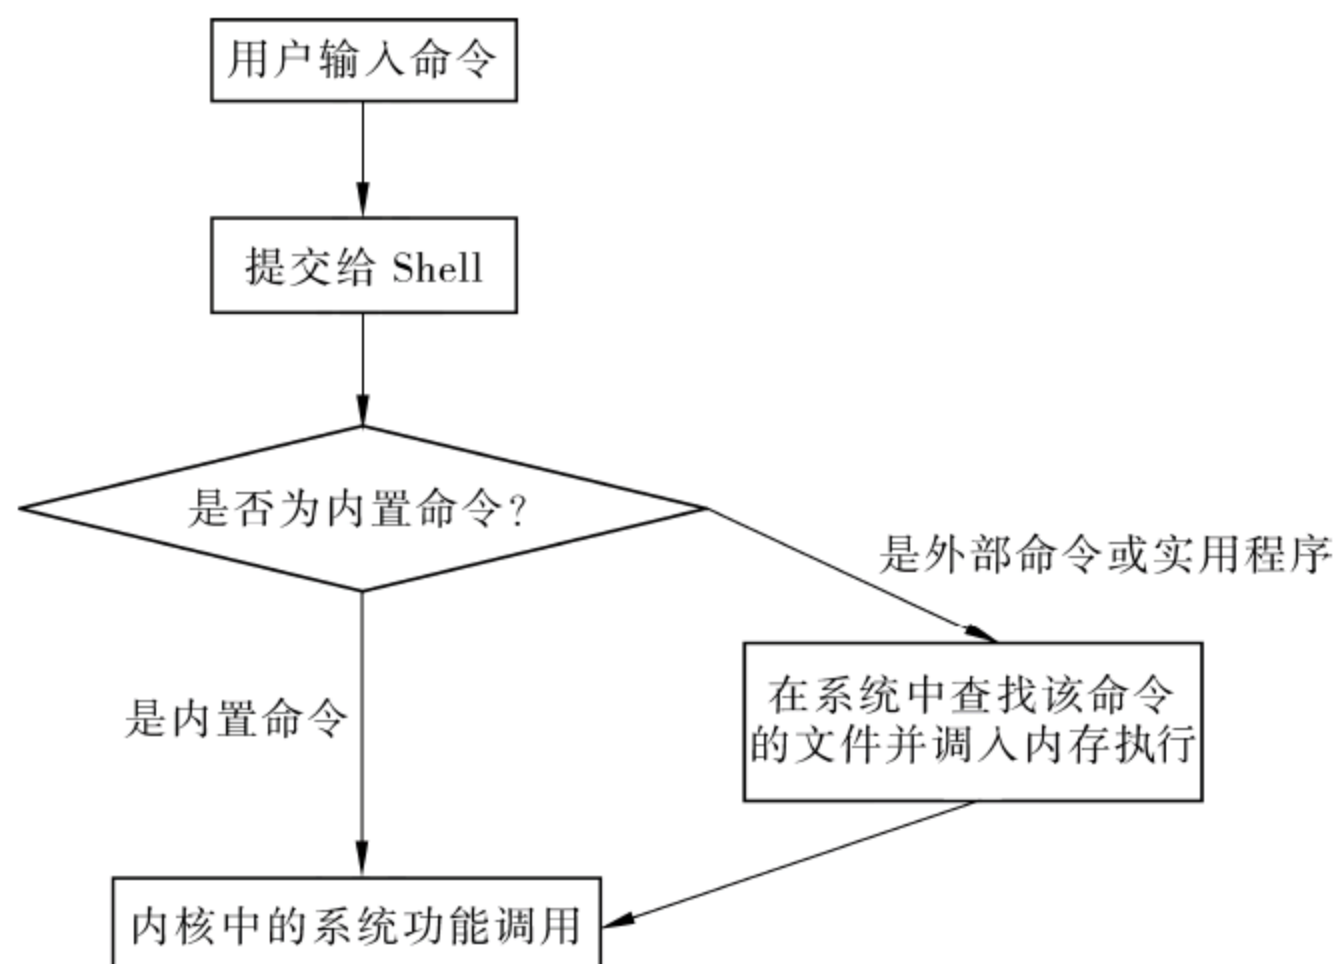 用户输入命令
提交给 Shell
是否为内置命令?
是外部命令或实用程序
在系统中查找该命令
的文件并调入内存执行
是内置命令
内核中的系统功能调用